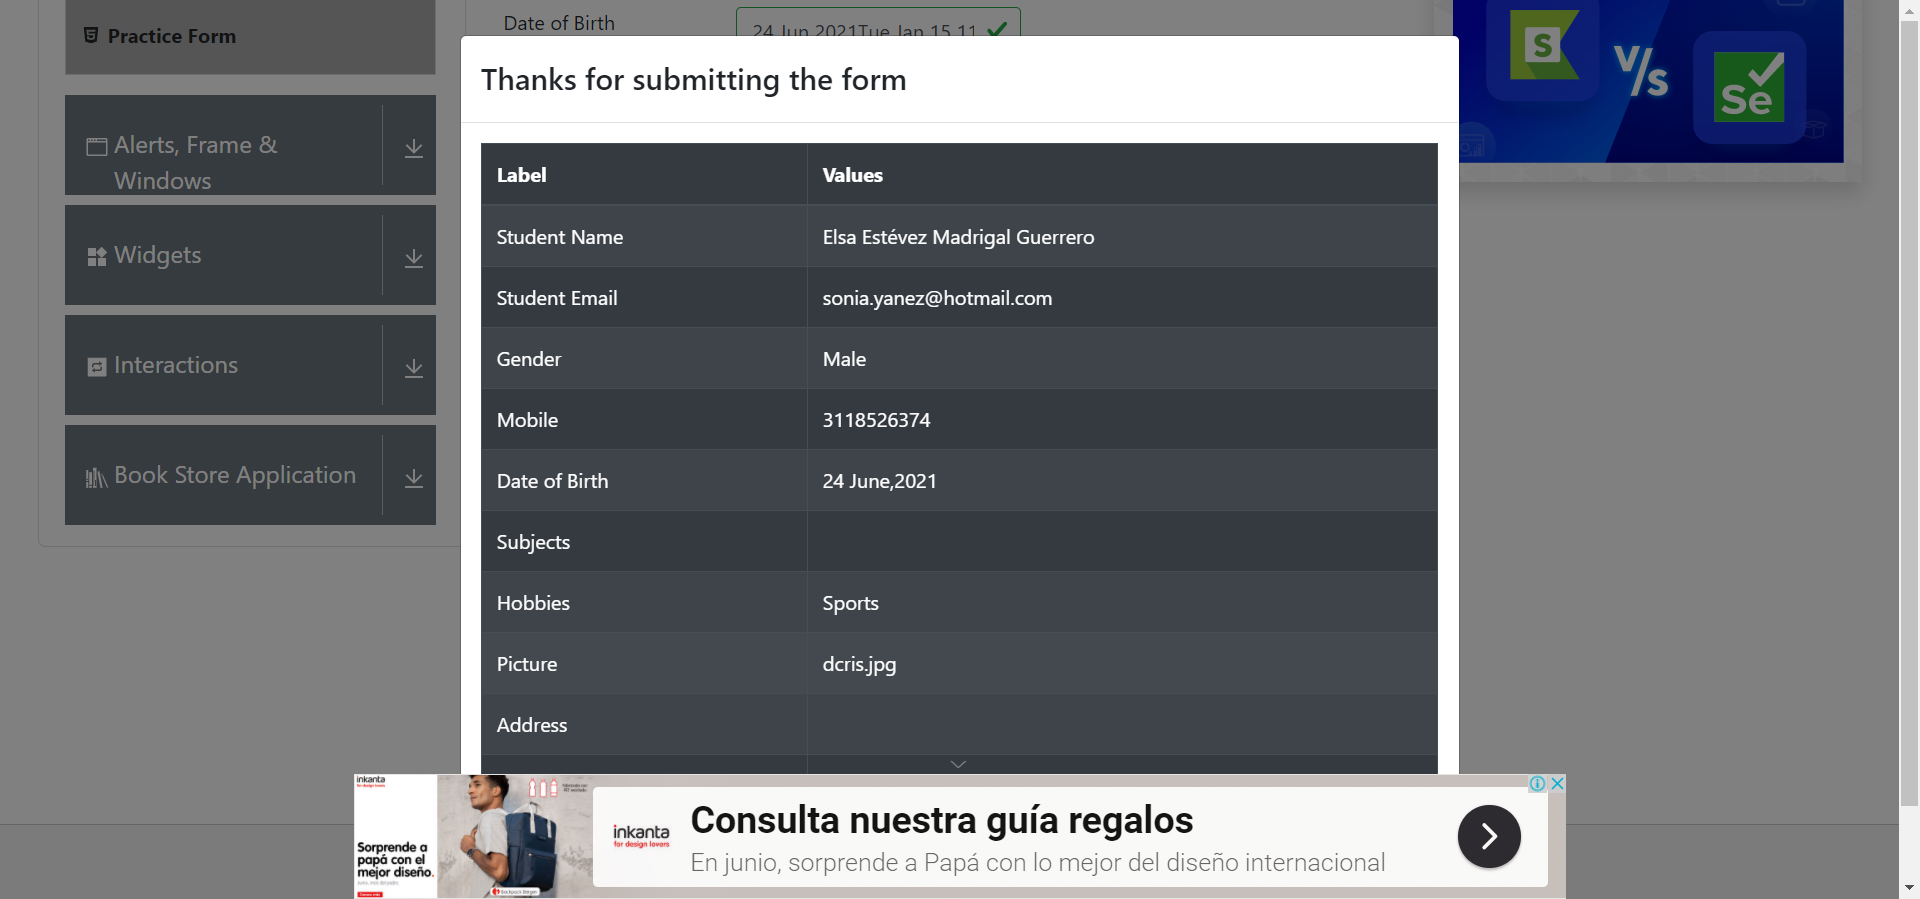 Practice Form
Date of Birth
24 Jun 2021Tue Jan 15 11
Thanks for submitting the form
Label Values
Student Name Elsa Estévez Madrigal Guerrero
Student Email sonia.yanez@hotmail.com
Gender Male
Mobile 3118526374
Date of Birth 24 June,2021
Subjects
Hobbies Sports
Picture dcris.jpg
Address
Alerts, Frame &
Windows
Widgets
Interactions
Book Store Application
S
V/s
Se
inkanta
for design lovers
Sorprende a
papá con el
mejor diseño.
inkanta
for design lovers
Consulta nuestra guía regalos
En junio, sorprende a Papá con lo mejor del diseño internacional